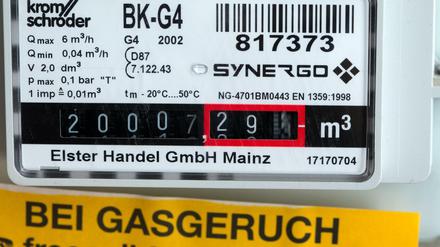 krom
schröder
BK-G4
G4 2002
Qmax 6 m³/h
Qmin 0,04 m³/h
V 2,0 dm³
p max 0,1 bar "T"
1 imp ≙ 0,01m³
D87
7.122.43
tm - 20°C....50°C
817373
SYNERGO
NG-4701BM0443 EN 1359:1998
20007,29 m³
Elster Handel GmbH Mainz
17170704
BEI GASGERUCH